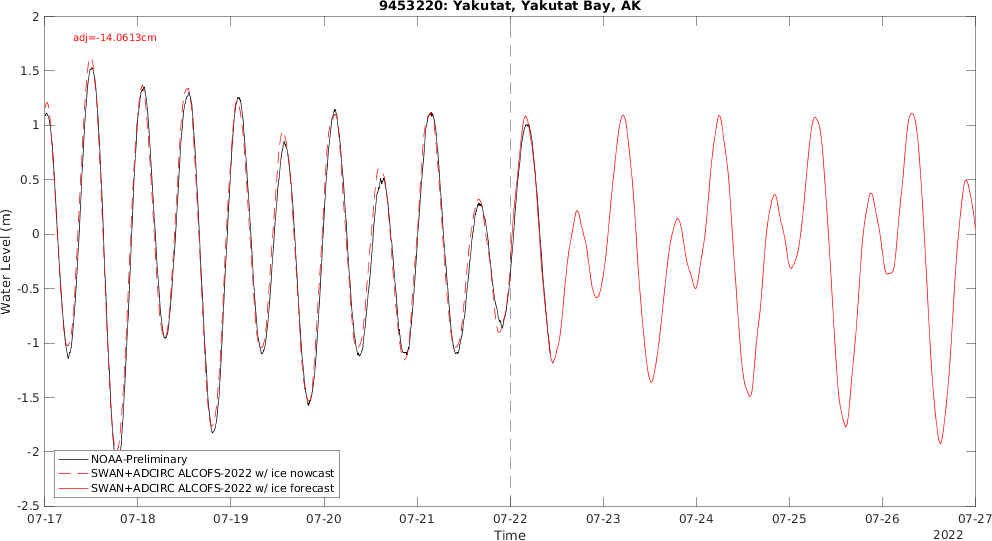 9453220: Yakutat, Yakutat Bay, AK
adj=-14.0613cm
2
1.5
1
0.5
0
-0.5
-1
-1.5
-2
-2.5
Water Level (m)
NOAA-Preliminary
SWAN+ADCIRC ALCOFS-2022 w/ ice nowcast
SWAN+ADCIRC ALCOFS-2022 w/ ice forecast
07-17 07-18 07-19 07-20 07-21 07-22 07-23 07-24 07-25 07-26 07-27
Time
2022